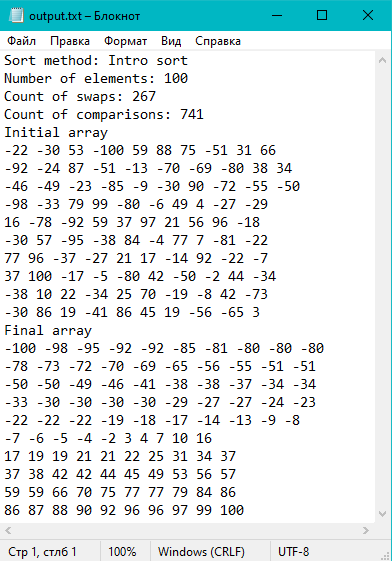 output.txt – Блокнот
Файл Правка Формат Вид Справка
Sort method: Intro sort
Number of elements: 100
Count of swaps: 267
Count of comparisons: 741
Initial array
-22 -30 53 -100 59 88 75 -51 31 66
-92 -24 87 -51 -13 -70 -69 -80 38 34
-46 -49 -23 -85 -9 -30 90 -72 -55 -50
-98 -33 79 99 -80 -6 49 4 -27 -29
16 -78 -92 59 37 97 21 56 96 -18
-30 57 -95 -38 84 -4 77 7 -81 -22
77 96 -37 -27 21 17 -14 92 -22 -7
37 100 -17 -5 -80 42 -50 -2 44 -34
-38 10 22 -34 25 70 -19 -8 42 -73
-30 86 19 -41 86 45 19 -56 -65 3
Final array
-100 -98 -95 -92 -92 -85 -81 -80 -80 -80
-78 -73 -72 -70 -69 -65 -56 -55 -51 -51
-50 -50 -49 -46 -41 -38 -38 -37 -34 -34
-33 -30 -30 -30 -30 -29 -27 -27 -24 -23
-22 -22 -22 -19 -18 -17 -14 -13 -9 -8
-7 -6 -5 -4 -2 3 4 7 10 16
17 19 19 21 21 22 25 31 34 37
37 38 42 42 44 45 49 53 56 57
59 59 66 70 75 77 77 79 84 86
86 87 88 90 92 96 96 97 99 100
Стр 1, стлб 1 100% Windows (CRLF) UTF-8